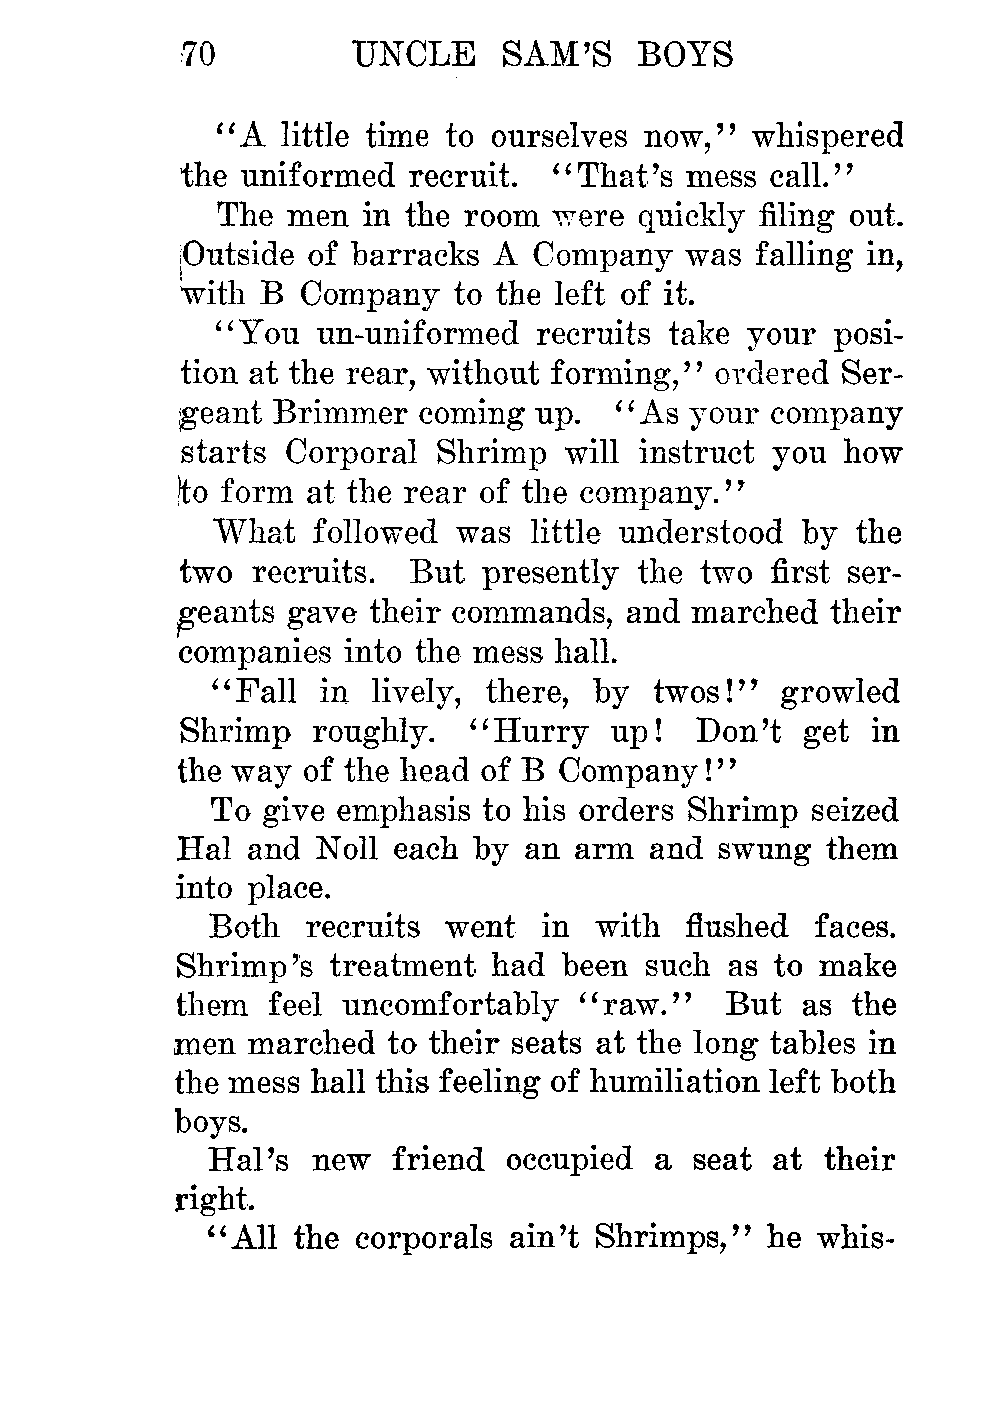 70 UNCLE SAM'S BOYS
"A little time to ourselves now," whispered
the uniformed recruit. "That's mess call."
The men in the room were quickly filing out.
Outside of barracks A Company was falling in,
with B Company to the left of it.
"You un-uniformed recruits take your posi-
tion at the rear, without forming," ordered Ser-
geant Brimmer coming up. "As your company
starts Corporal Shrimp will instruct you how
to form at the rear of the company."
What followed was little understood by the
two recruits. But presently the two first ser-
geants gave their commands, and marched their
companies into the mess hall.
"Fall in lively, there, by twos!" growled
Shrimp roughly. "Hurry up! Don't get in
the way of the head of B Company!"
To give emphasis to his orders Shrimp seized
Hal and Noll each by an arm and swung them
into place.
Both recruits went in with flushed faces.
Shrimp's treatment had been such as to make
them feel uncomfortably "raw." But as the
men marched to their seats at the long tables in
the mess hall this feeling of humiliation left both
boys.
Hal's new friend occupied a seat at their
right.
"All the corporals ain't Shrimps," he whis-